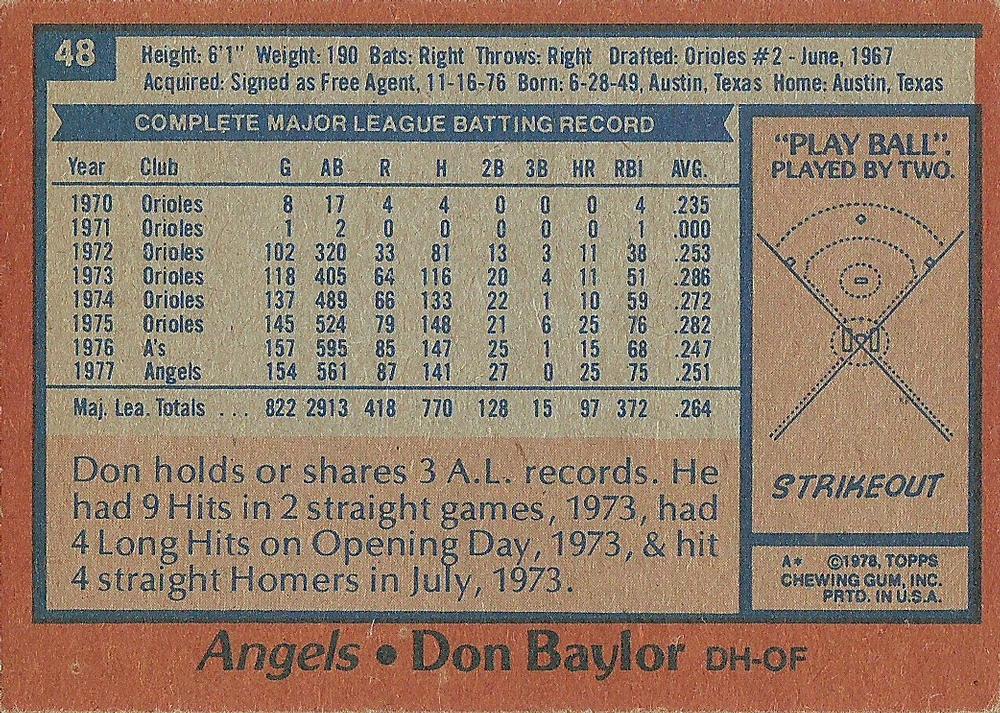 48
Height: 6'1" Weight: 190 Bats: Right Throws: Right Drafted: Orioles #2 - June, 1967
Acquired: Signed as Free Agent, 11-16-76 Born: 6-28-49, Austin, Texas Home: Austin, Texas
COMPLETE MAJOR LEAGUE BATTING RECORD
Year Club G AB R H 2B 3B HR RBI AVG.
1970 Orioles 8 17 4 4 0 0 0 4 .235
1971 Orioles 1 2 0 0 0 0 0 1 .000
1972 Orioles 102 320 33 81 13 3 11 38 .253
1973 Orioles 118 405 64 116 20 4 11 51 .286
1974 Orioles 137 489 66 133 22 1 10 59 .272
1975 Orioles 145 524 79 148 21 6 25 76 .282
1976 A's 157 595 85 147 25 1 15 68 .247
1977 Angels 154 561 87 141 27 0 25 75 .251
Maj. Lea. Totals ... 822 2913 418 770 128 15 97 372 .264
Don holds or shares 3 A.L. records. He
had 9 Hits in 2 straight games, 1973, had
4 Long Hits on Opening Day, 1973, & hit
4 straight Homers in July, 1973.
"PLAY BALL".
PLAYED BY TWO.
STRIKEOUT
A* ©1978, TOPPS
CHEWING GUM, INC.
PRTD. IN U.S.A.
Angels • Don Baylor DH-OF